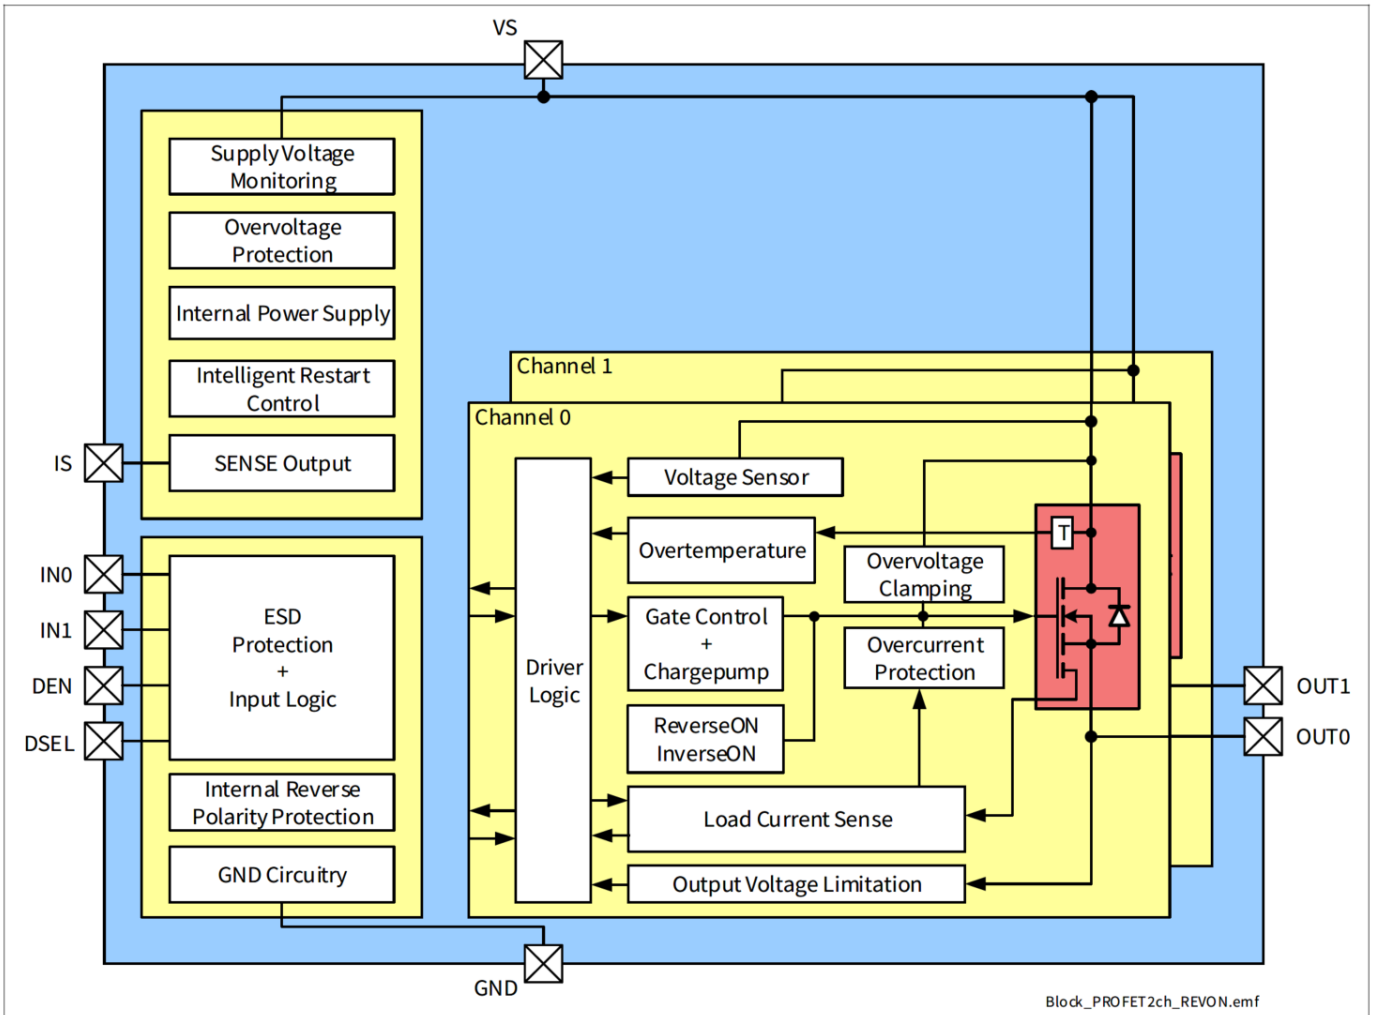 VS
Supply Voltage
Monitoring
Overvoltage
Protection
Internal Power Supply
Intelligent Restart
Control
IS
SENSE Output
IN0
IN1
DEN
DSEL
ESD
Protection
+
Input Logic
Internal Reverse
Polarity Protection
GND Circuitry
GND
Channel 1
Channel 0
Driver
Logic
Voltage Sensor
Overtemperature
T
Overvoltage
Clamping
Gate Control
+
Chargepump
Overcurrent
Protection
ReverseON
InverseON
Load Current Sense
Output Voltage Limitation
OUT1
OUT0
Block_PROFET2ch_REVON.emf